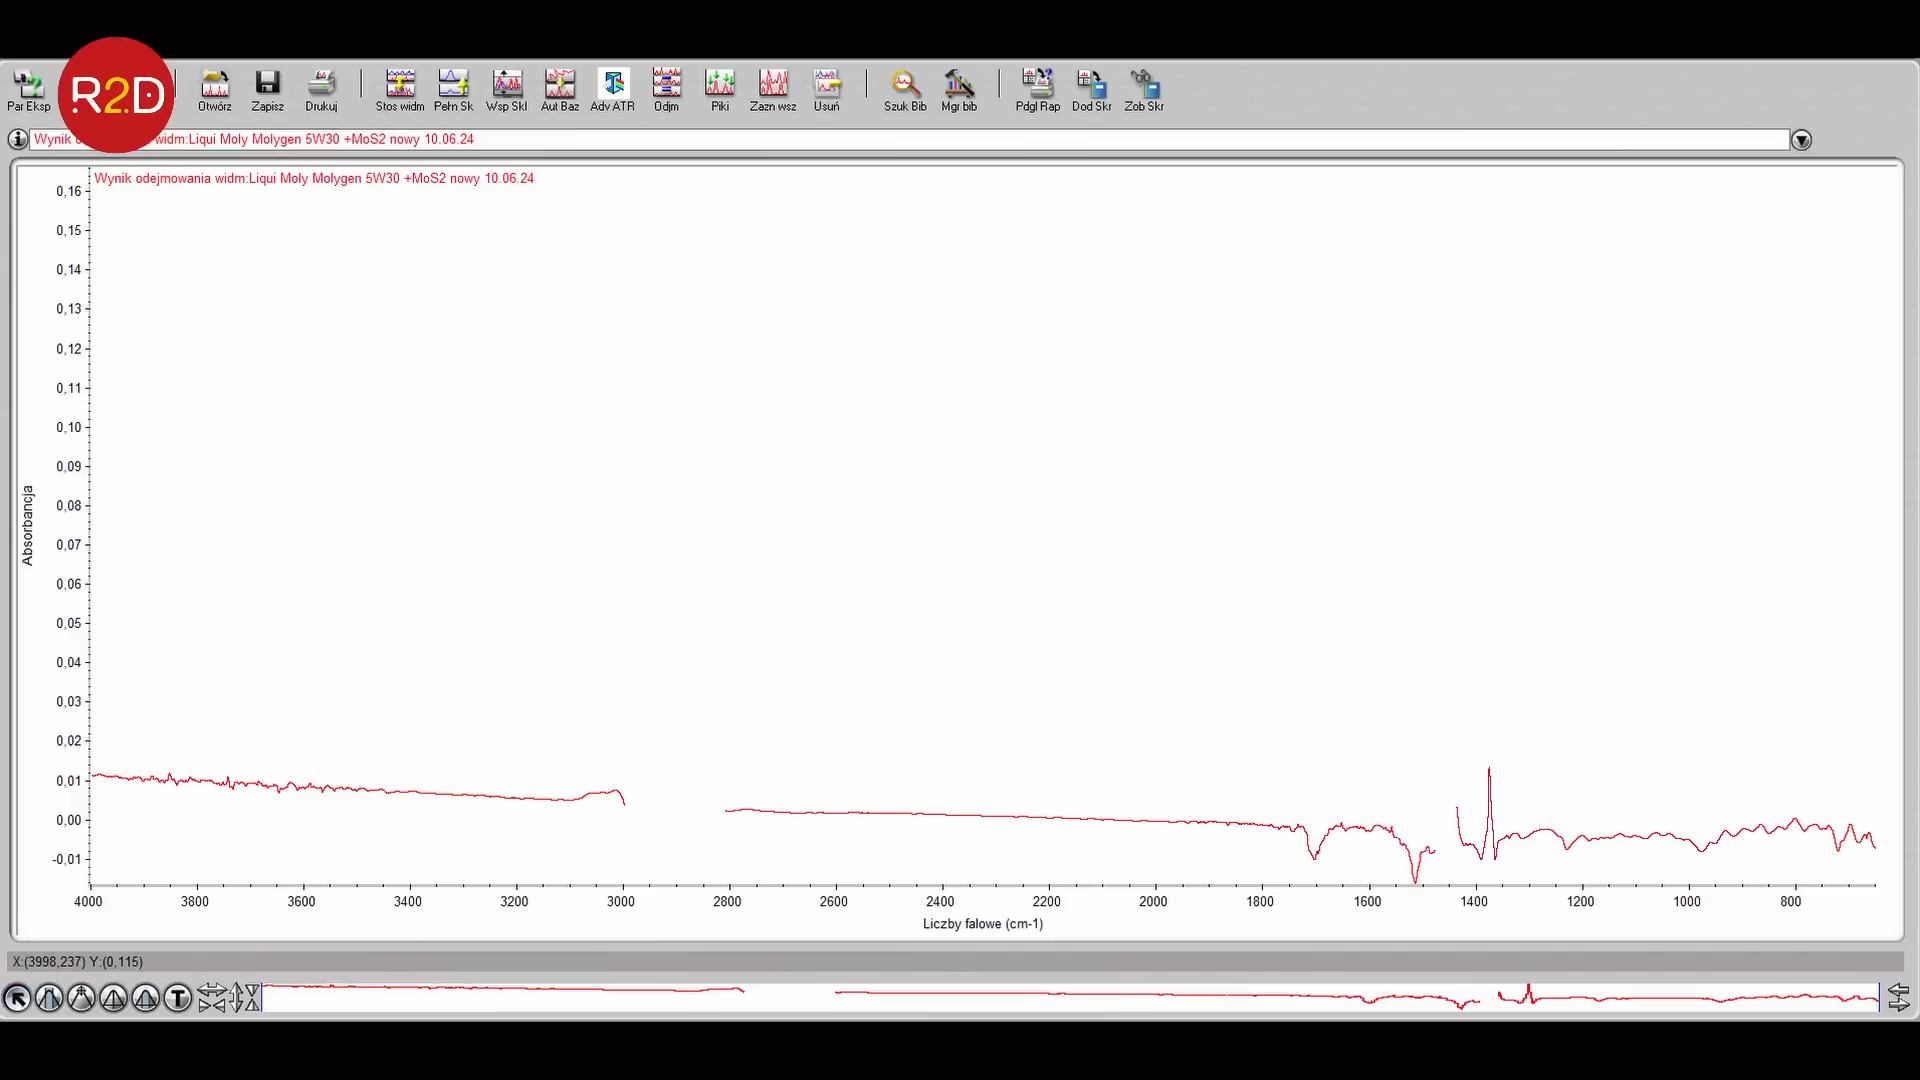 R2D
Par Eksp
Otwórz
Zapisz
Drukuj
Stos widm
Pełn Sk
Wsp Skl
Aut Baz
Adv ATR
Odjm
Piki
Zazn wsz
Usuń
Szuk Bib
Mgr bib
Pdgl Rap
Dod Skr
Zob Skr
Wynik widm:Liqui Moly Molygen 5W30 +MoS2 nowy 10.06.24
Wynik odejmowania widm:Liqui Moly Molygen 5W30 +MoS2 nowy 10.06.24
0,16
0,15
0,14
0,13
0,12
0,11
0,10
0,09
0,08
0,07
0,06
0,05
0,04
0,03
0,02
0,01
0,00
-0,01
Absorbancja
4000 3800 3600 3400 3200 3000 2800 2600 2400 2200 2000 1800 1600 1400 1200 1000 800
Liczby falowe (cm-1)
X:(3998,237) Y:(0,115)
T